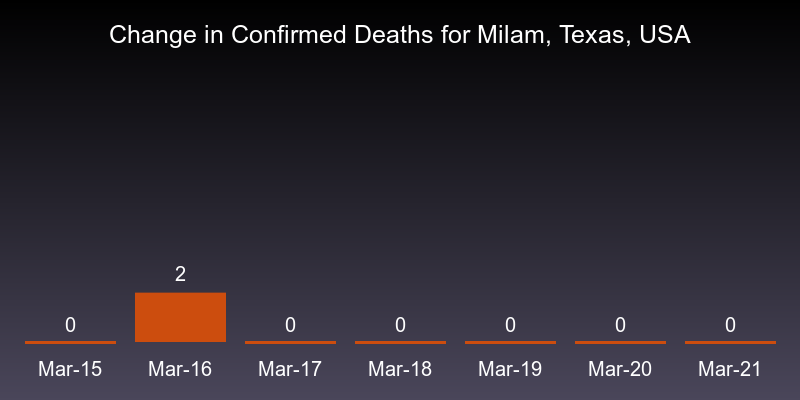 Change in Confirmed Deaths for Milam, Texas, USA
0 2 0 0 0 0 0
Mar-15 Mar-16 Mar-17 Mar-18 Mar-19 Mar-20 Mar-21